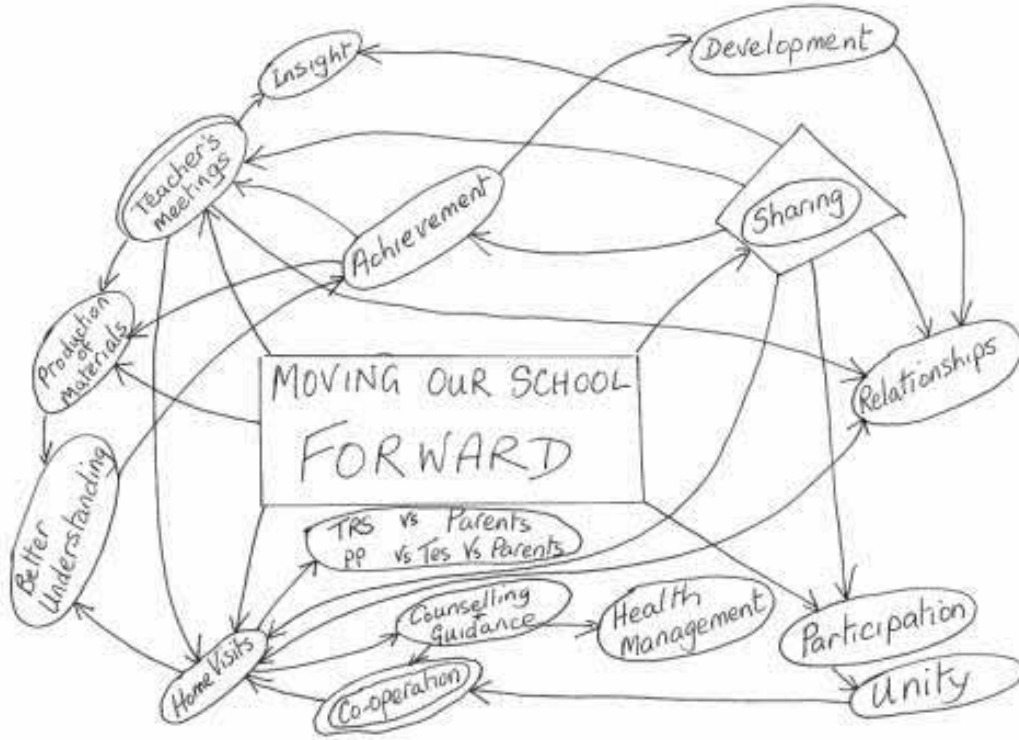 Insight
Development
Teacher's
Meetings
Achievement
Sharing
Production
of
Materials
MOVING OUR SCHOOL
FORWARD
Relationships
Better
Understanding
TRS vs Parents
PP vs Tes Vs Parents
Counselling
Guidance
Health
Management
Participation
Home Visits
Co-operation
Unity